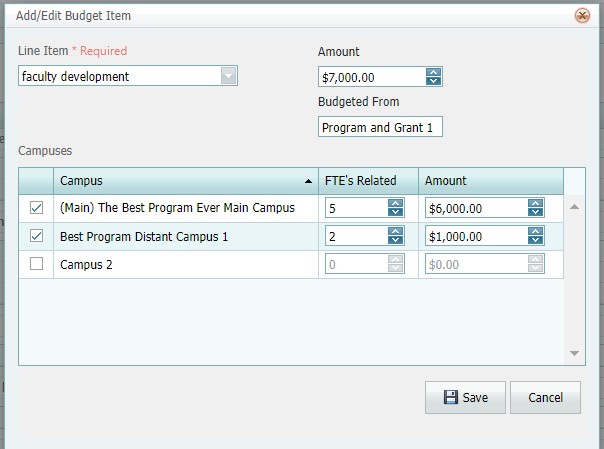 Add/Edit Budget Item
Line Item * Required
Amount
faculty development
$7,000.00
Budgeted From
Program and Grant 1
Campuses
Campus FTE's Related Amount
(Main) The Best Program Ever Main Campus 5 $6,000.00
Best Program Distant Campus 1 2 $1,000.00
Campus 2 0 $0.00
Save Cancel